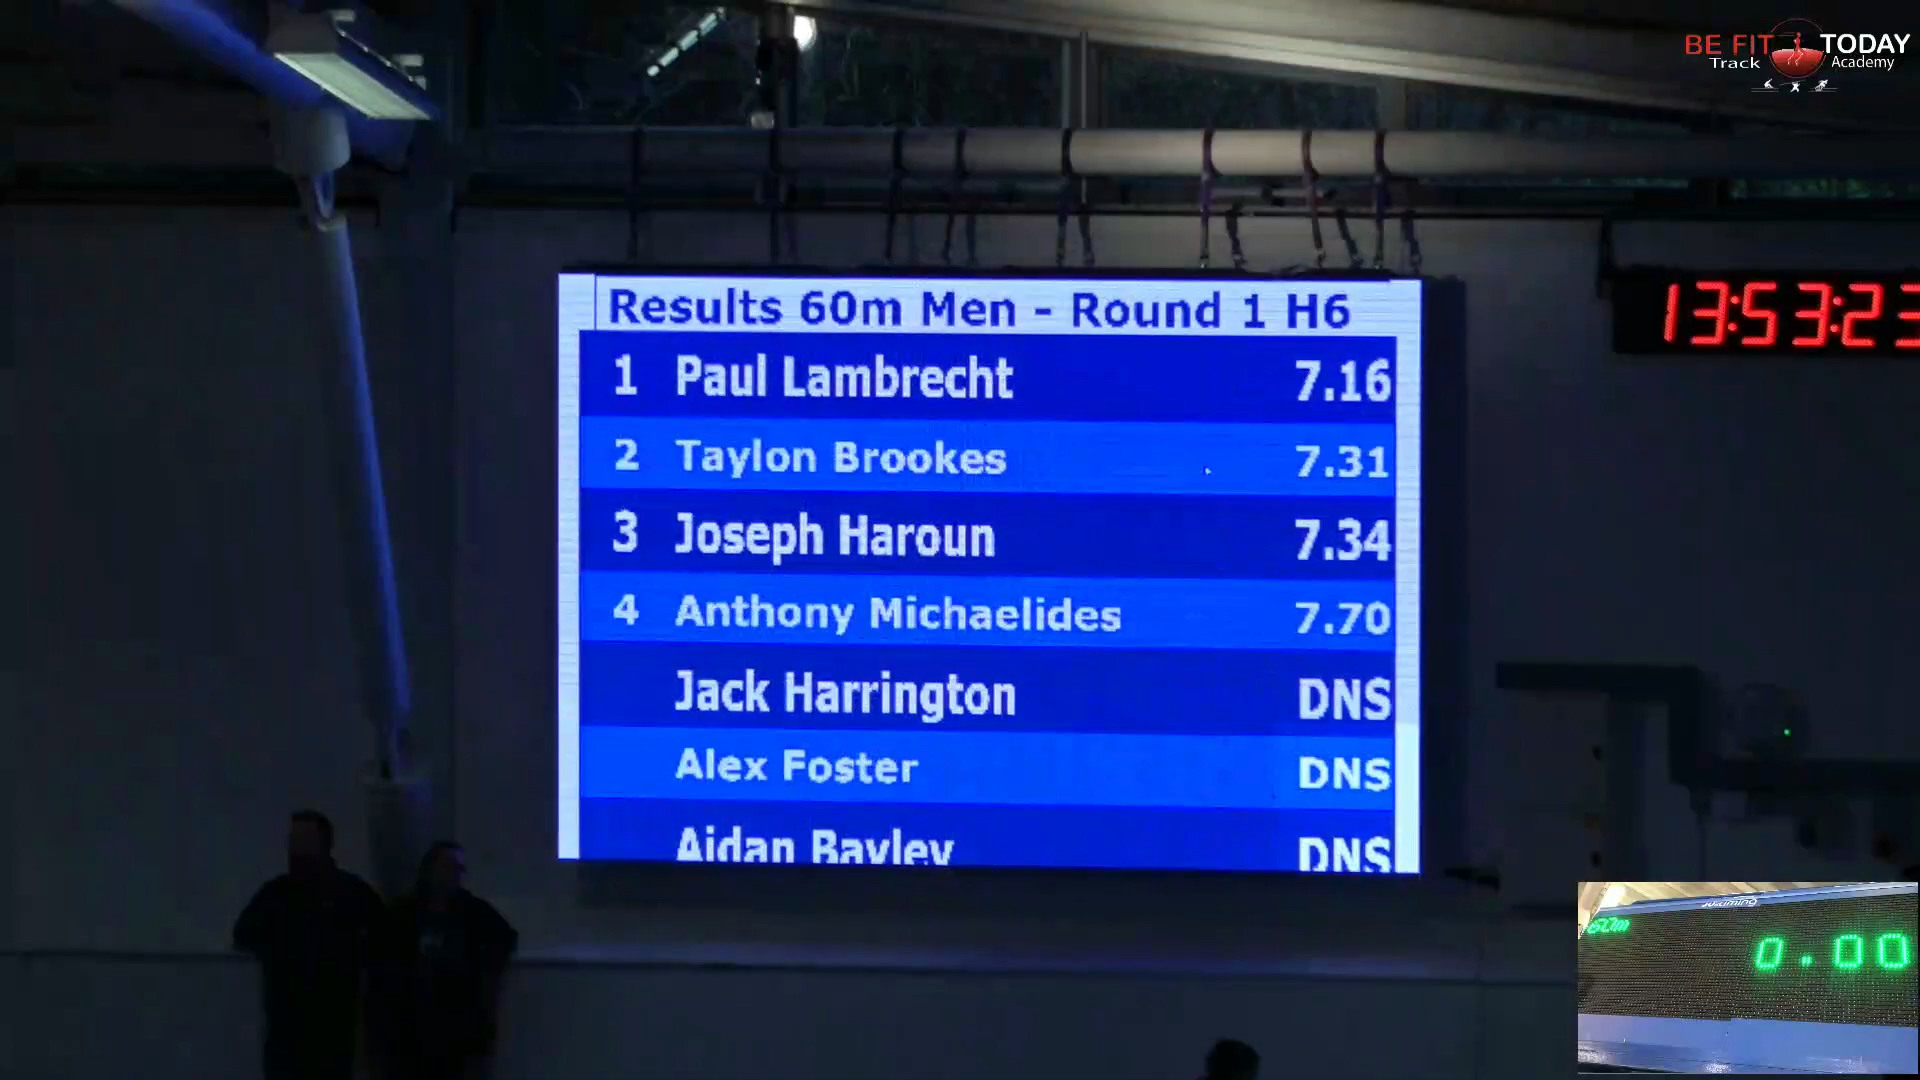 BE FIT TODAY
Track Academy
Results 60m Men - Round 1 H6
1 Paul Lambrecht 7.16
2 Taylon Brookes 7.31
3 Joseph Haroun 7.34
4 Anthony Michaelides 7.70
Jack Harrington DNS
Alex Foster DNS
Aidan Bayley DNS
13:53:23
60m
0.00